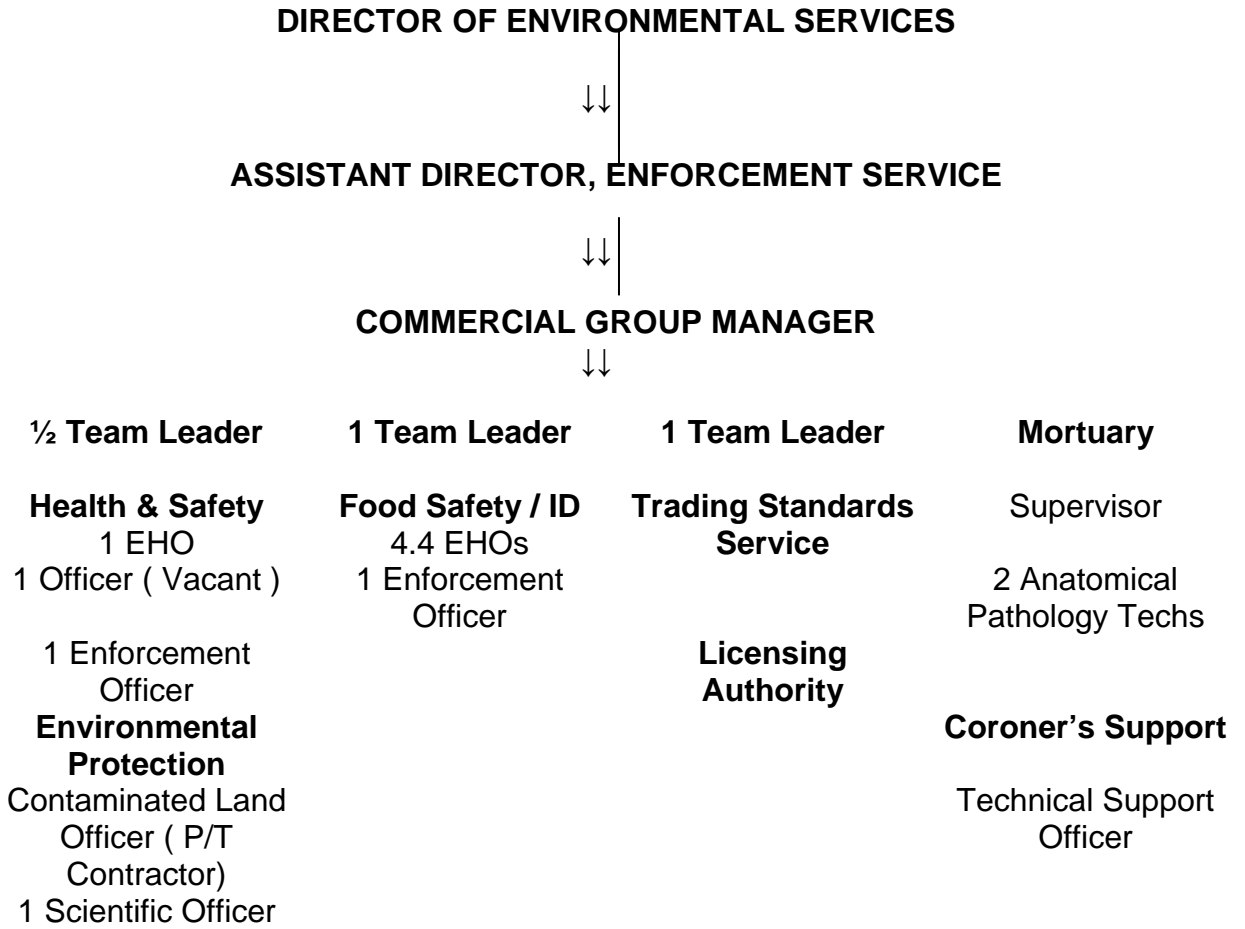 DIRECTOR OF ENVIRONMENTAL SERVICES
↓↓
ASSISTANT DIRECTOR, ENFORCEMENT SERVICE
↓↓
COMMERCIAL GROUP MANAGER
↓↓
½ Team Leader
Health & Safety
1 EHO
1 Officer ( Vacant )
1 Enforcement
Officer
Environmental
Protection
Contaminated Land
Officer ( P/T
Contractor)
1 Scientific Officer
1 Team Leader
Food Safety / ID
4.4 EHOs
1 Enforcement
Officer
1 Team Leader
Trading Standards
Service
Licensing
Authority
Mortuary
Supervisor
2 Anatomical
Pathology Techs
Coroner’s Support
Technical Support
Officer